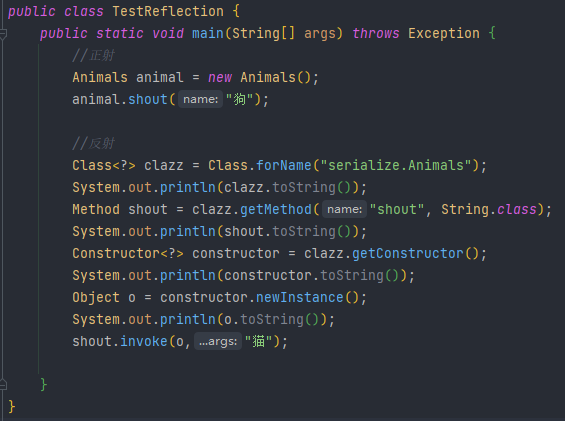 public class TestReflection {
    public static void main(String[] args) throws Exception {
        //正射
        Animals animal = new Animals();
        animal.shout( name: "狗");

        //反射
        Class<?> clazz = Class.forName("serialize.Animals");
        System.out.println(clazz.toString());
        Method shout = clazz.getMethod( name: "shout", String.class);
        System.out.println(shout.toString());
        Constructor<?> constructor = clazz.getConstructor();
        System.out.println(constructor.toString());
        Object o = constructor.newInstance();
        System.out.println(o.toString());
        shout.invoke(o, ...args: "猫");

    }
}